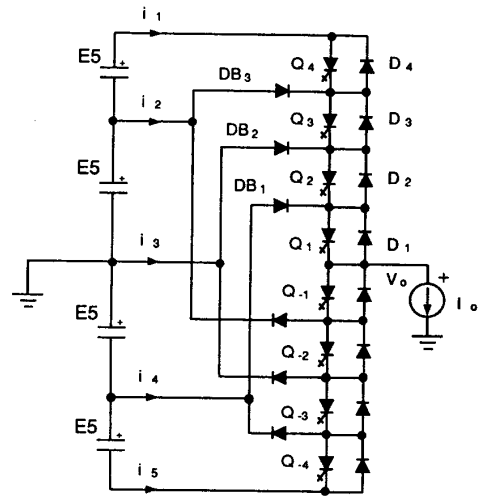 i 1
E5
+
Q 4
D 4
DB 3
i 2
Q 3
D 3
DB 2
E5
+
Q 2
D 2
DB 1
i 3
Q 1
D 1
V o
+
I o
Q -1
E5
+
Q -2
i 4
Q -3
E5
+
Q -4
i 5